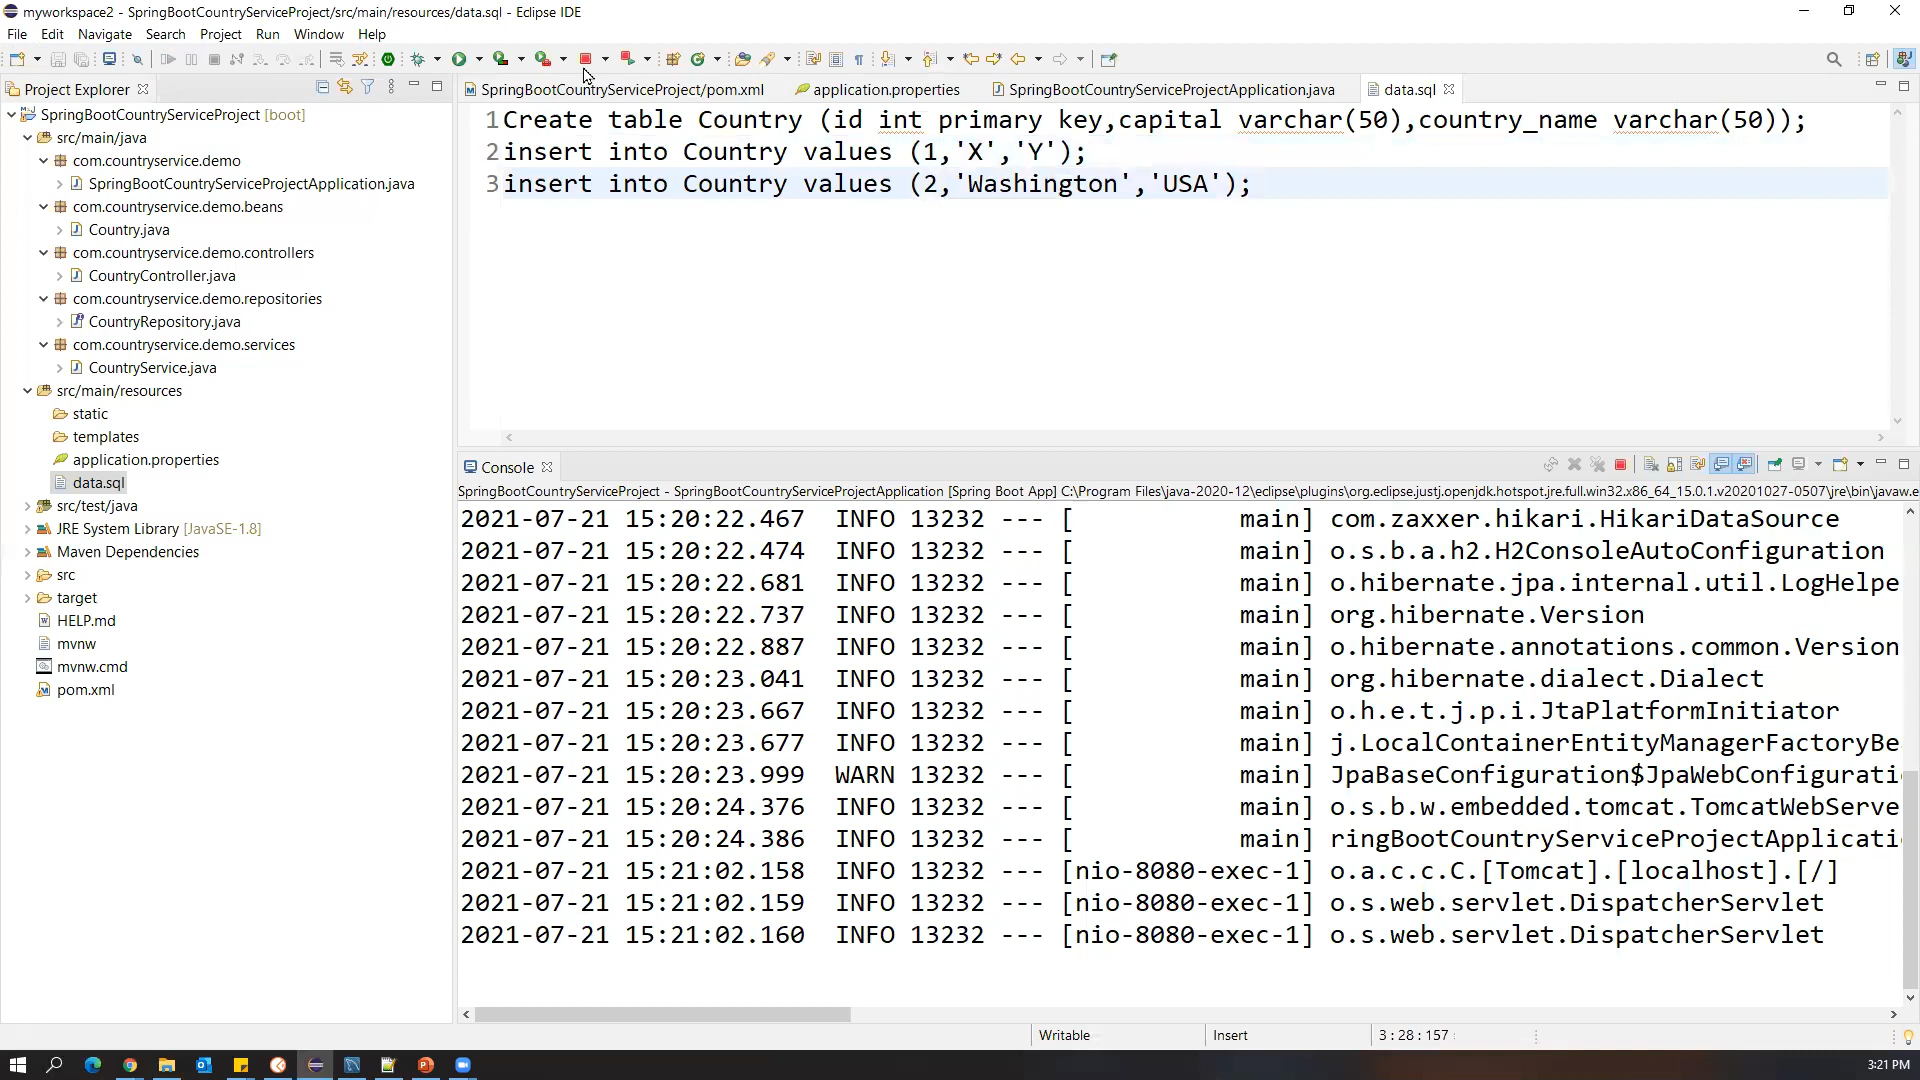 myworkspace2 - SpringBootCountryServiceProject/src/main/resources/data.sql - Eclipse IDE
File Edit Navigate Search Project Run Window Help
Project Explorer
SpringBootCountryServiceProject/pom.xml application.properties SpringBootCountryServiceProjectApplication.java data.sql
SpringBootCountryServiceProject [boot]
src/main/java
com.countryservice.demo
SpringBootCountryServiceProjectApplication.java
com.countryservice.demo.beans
Country.java
com.countryservice.demo.controllers
CountryController.java
com.countryservice.demo.repositories
CountryRepository.java
com.countryservice.demo.services
CountryService.java
src/main/resources
static
templates
application.properties
data.sql
src/test/java
JRE System Library [JavaSE-1.8]
Maven Dependencies
src
target
HELP.md
mvnw
mvnw.cmd
pom.xml
1 Create table Country (id int primary key,capital varchar(50),country_name varchar(50));
2 insert into Country values (1,'X','Y');
3 insert into Country values (2,'Washington','USA');
Console
SpringBootCountryServiceProject - SpringBootCountryServiceProjectApplication [Spring Boot App] C:\Program Files\java-2020-12\eclipse\plugins\org.eclipse.justj.openjdk.hotspot.jre.full.win32.x86_64_15.0.1.v20201027-0507\jre\bin\javaw.e
2021-07-21 15:20:22.467 INFO 13232 --- [ main] com.zaxxer.hikari.HikariDataSource
2021-07-21 15:20:22.474 INFO 13232 --- [ main] o.s.b.a.h2.H2ConsoleAutoConfiguration
2021-07-21 15:20:22.681 INFO 13232 --- [ main] o.hibernate.jpa.internal.util.LogHelpe
2021-07-21 15:20:22.737 INFO 13232 --- [ main] org.hibernate.Version
2021-07-21 15:20:22.887 INFO 13232 --- [ main] o.hibernate.annotations.common.Version
2021-07-21 15:20:23.041 INFO 13232 --- [ main] org.hibernate.dialect.Dialect
2021-07-21 15:20:23.667 INFO 13232 --- [ main] o.h.e.t.j.p.i.JtaPlatformInitiator
2021-07-21 15:20:23.677 INFO 13232 --- [ main] j.LocalContainerEntityManagerFactoryBe
2021-07-21 15:20:23.999 WARN 13232 --- [ main] JpaBaseConfiguration$JpaWebConfigurati
2021-07-21 15:20:24.376 INFO 13232 --- [ main] o.s.b.w.embedded.tomcat.TomcatWebServe
2021-07-21 15:20:24.386 INFO 13232 --- [ main] ringBootCountryServiceProjectApplicati
2021-07-21 15:21:02.158 INFO 13232 --- [nio-8080-exec-1] o.a.c.c.C.[Tomcat].[localhost].[/]
2021-07-21 15:21:02.159 INFO 13232 --- [nio-8080-exec-1] o.s.web.servlet.DispatcherServlet
2021-07-21 15:21:02.160 INFO 13232 --- [nio-8080-exec-1] o.s.web.servlet.DispatcherServlet
Writable Insert 3 : 28 : 157
3:21 PM